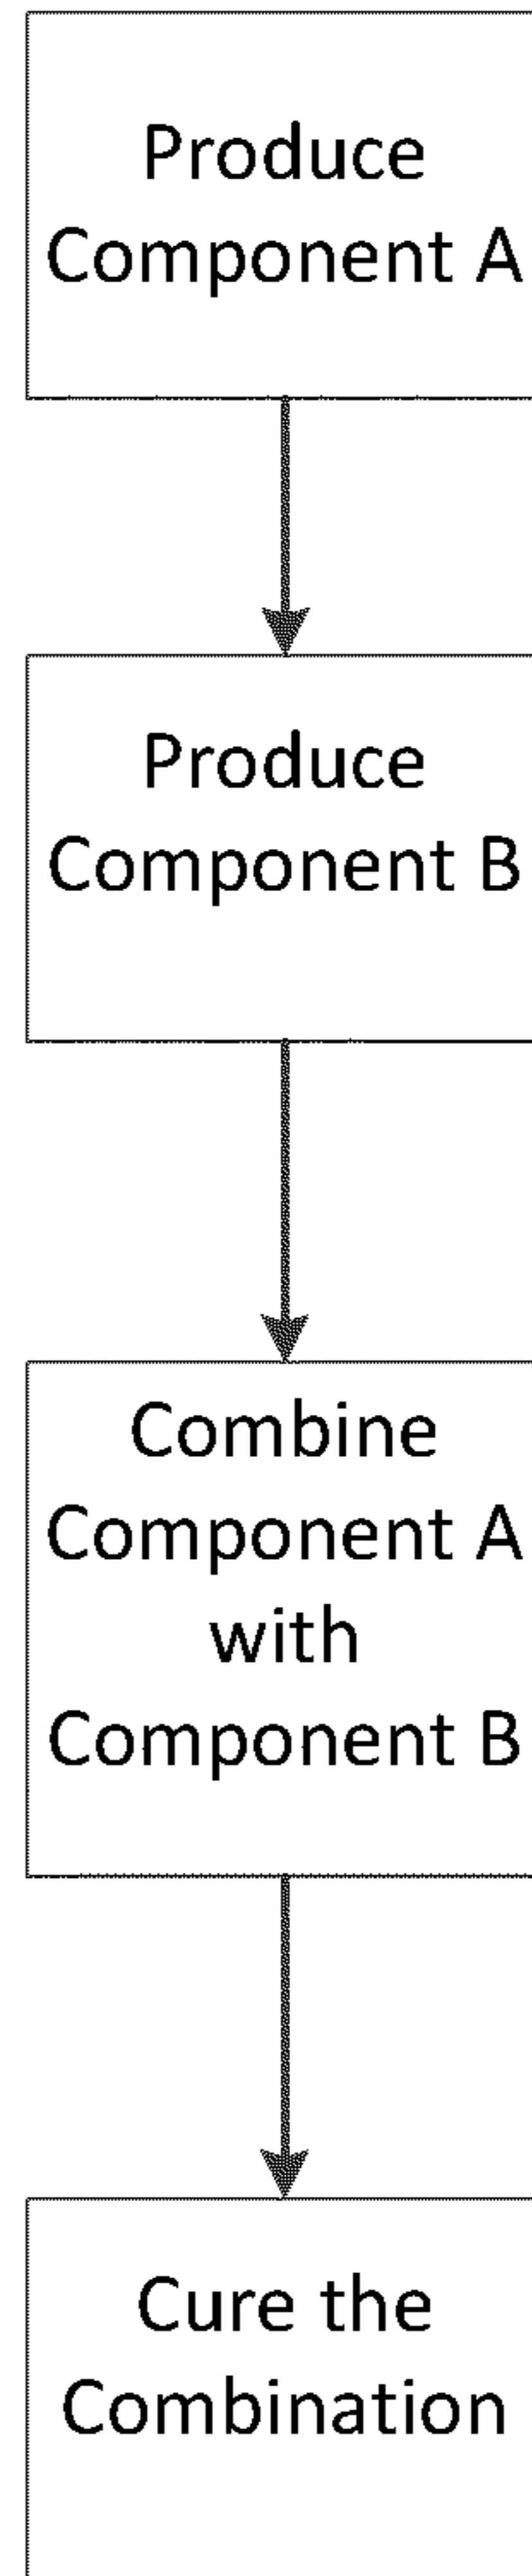 Produce
Component A
Produce
Component B
Combine
Component A
with
Component B
Cure the
Combination